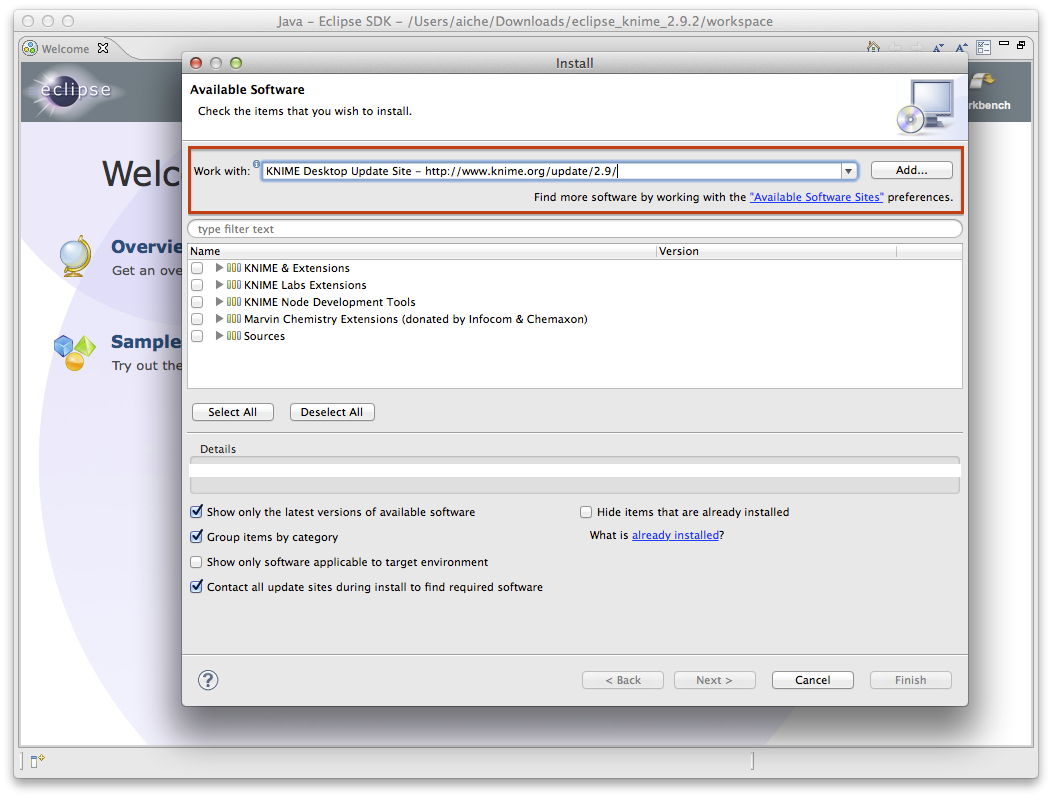 Java – Eclipse SDK – /Users/aiche/Downloads/eclipse_knime_2.9.2/workspace
Welcome
eclipse
rkbench
Welc
Overvie
Get an ove
Sample
Try out the
Install
Available Software
Check the items that you wish to install.
Work with: KNIME Desktop Update Site – http://www.knime.org/update/2.9/ Add...
Find more software by working with the "Available Software Sites" preferences.
type filter text
Name Version
KNIME & Extensions
KNIME Labs Extensions
KNIME Node Development Tools
Marvin Chemistry Extensions (donated by Infocom & Chemaxon)
Sources
Select All Deselect All
Details
Show only the latest versions of available software Hide items that are already installed
Group items by category What is already installed?
Show only software applicable to target environment
Contact all update sites during install to find required software
? < Back Next > Cancel Finish